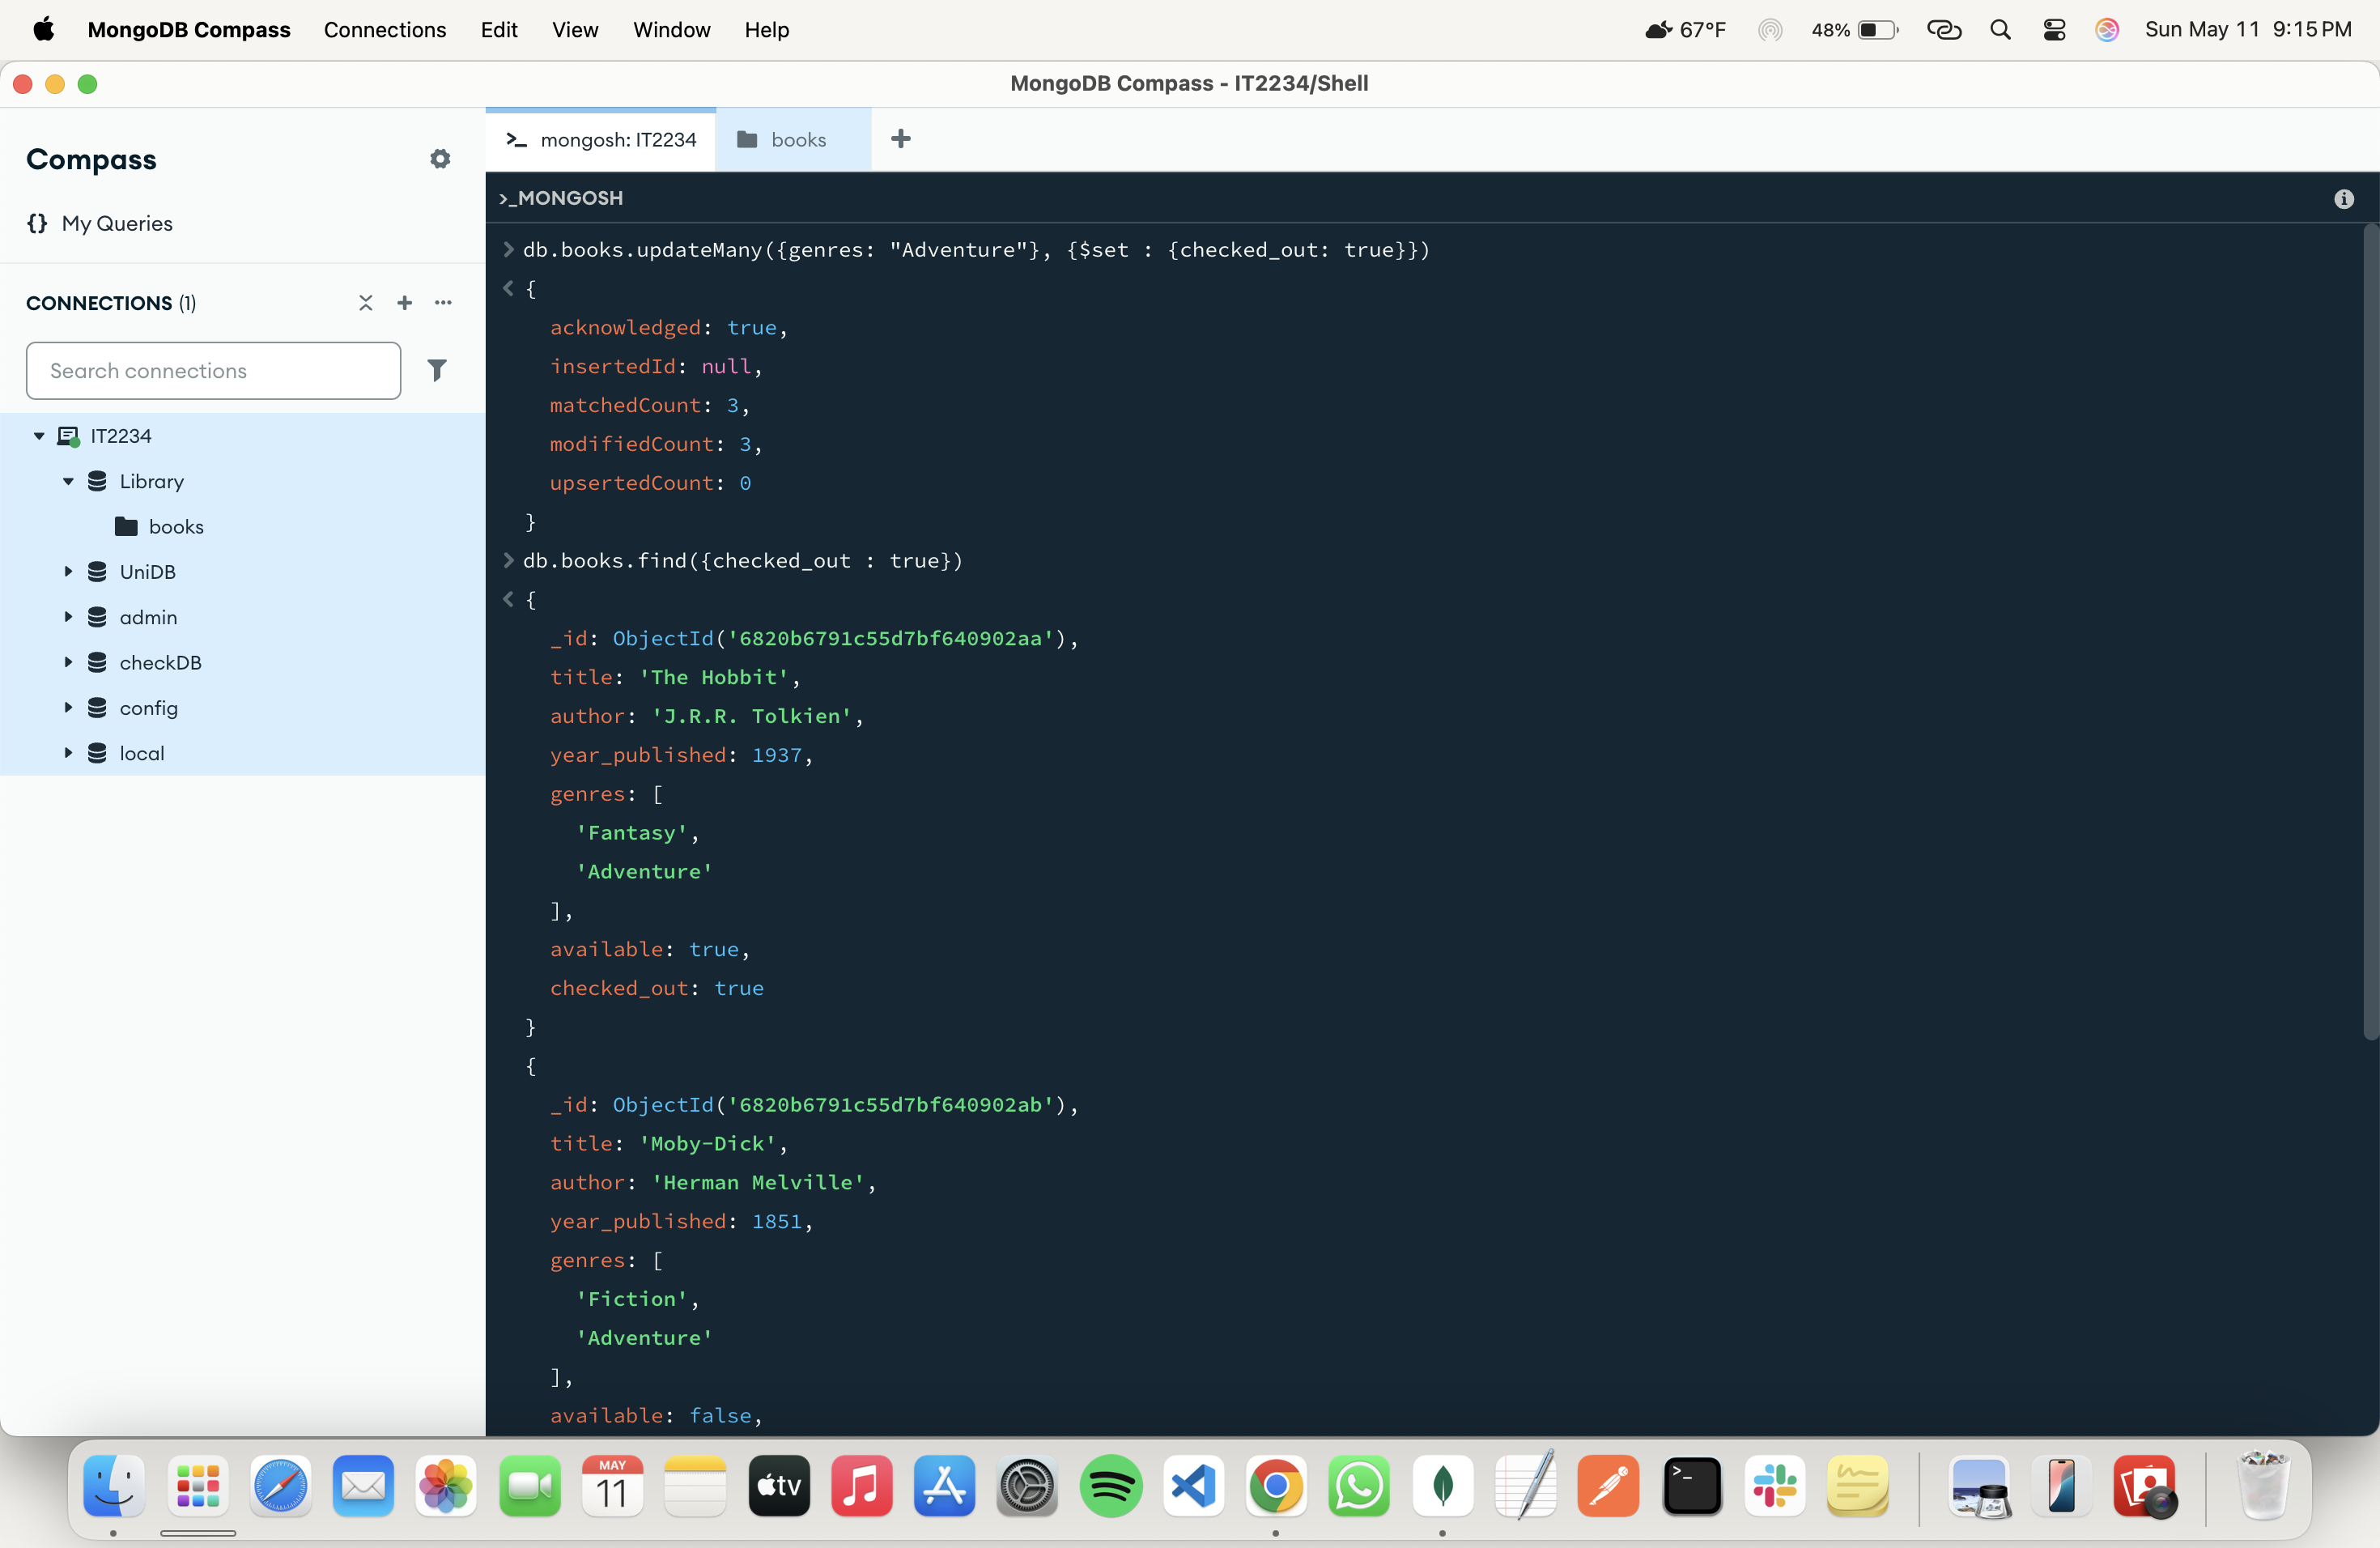 MongoDB Compass Connections Edit View Window Help 67°F 48% Sun May 11 9:15 PM
MongoDB Compass - IT2234/Shell
Compass
{} My Queries
CONNECTIONS (1)
Search connections
IT2234
Library
books
UniDB
admin
checkDB
config
local
>_ mongosh: IT2234 books +
>_MONGOSH
> db.books.updateMany({genres: "Adventure"}, {$set : {checked_out: true}})
< {
acknowledged: true,
insertedId: null,
matchedCount: 3,
modifiedCount: 3,
upsertedCount: 0
}
> db.books.find({checked_out : true})
< {
_id: ObjectId('6820b6791c55d7bf640902aa'),
title: 'The Hobbit',
author: 'J.R.R. Tolkien',
year_published: 1937,
genres: [
'Fantasy',
'Adventure'
],
available: true,
checked_out: true
}
{
_id: ObjectId('6820b6791c55d7bf640902ab'),
title: 'Moby-Dick',
author: 'Herman Melville',
year_published: 1851,
genres: [
'Fiction',
'Adventure'
],
available: false,
MAY
11
tv
>_